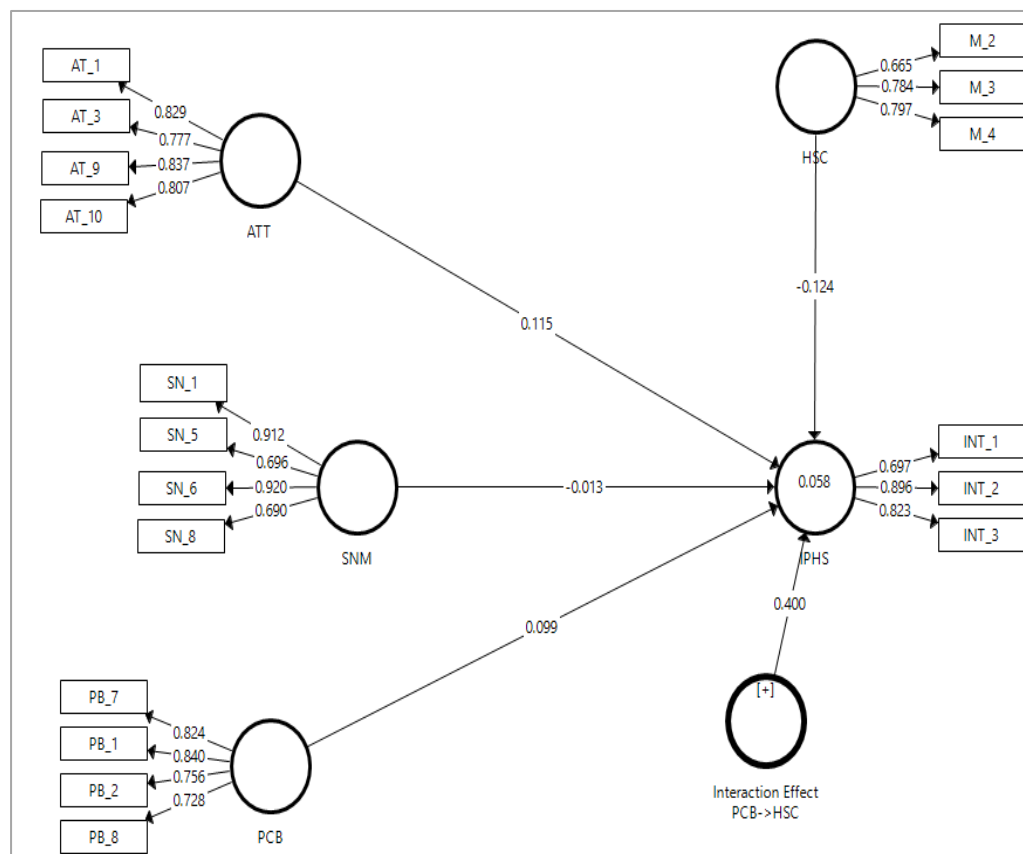 AT_1
AT_3
AT_9
AT_10
0.829
0.777
0.837
0.807
ATT
M_2
M_3
M_4
0.665
0.784
0.797
HSC
-0.124
0.115
SN_1
SN_5
SN_6
SN_8
0.912
0.696
0.920
0.690
SNM
-0.013
0.058
IPHS
INT_1
INT_2
INT_3
0.697
0.896
0.823
0.400
0.099
PB_7
PB_1
PB_2
PB_8
0.824
0.840
0.756
0.728
PCB
[+]
Interaction Effect
PCB->HSC